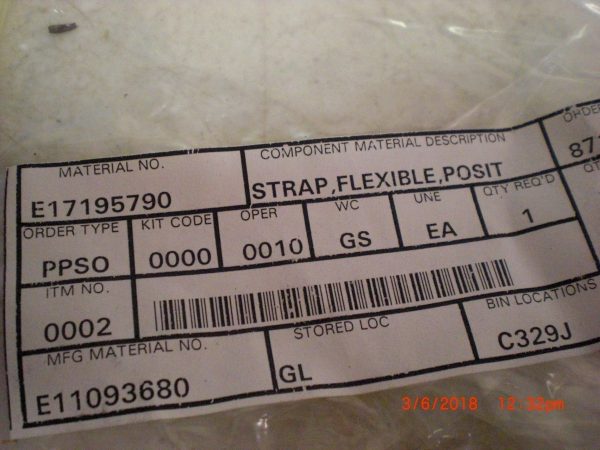 MATERIAL NO. COMPONENT MATERIAL DESCRIPTION
E17195790 STRAP,FLEXIBLE,POSIT
ORDER TYPE KIT CODE OPER WC UNE QTY REQ'D
PPSO 0000 0010 GS EA 1
ITM NO.
0002
MFG MATERIAL NO. STORED LOC BIN LOCATIONS
E11093680 GL C329J
3/6/2018 12:32pm